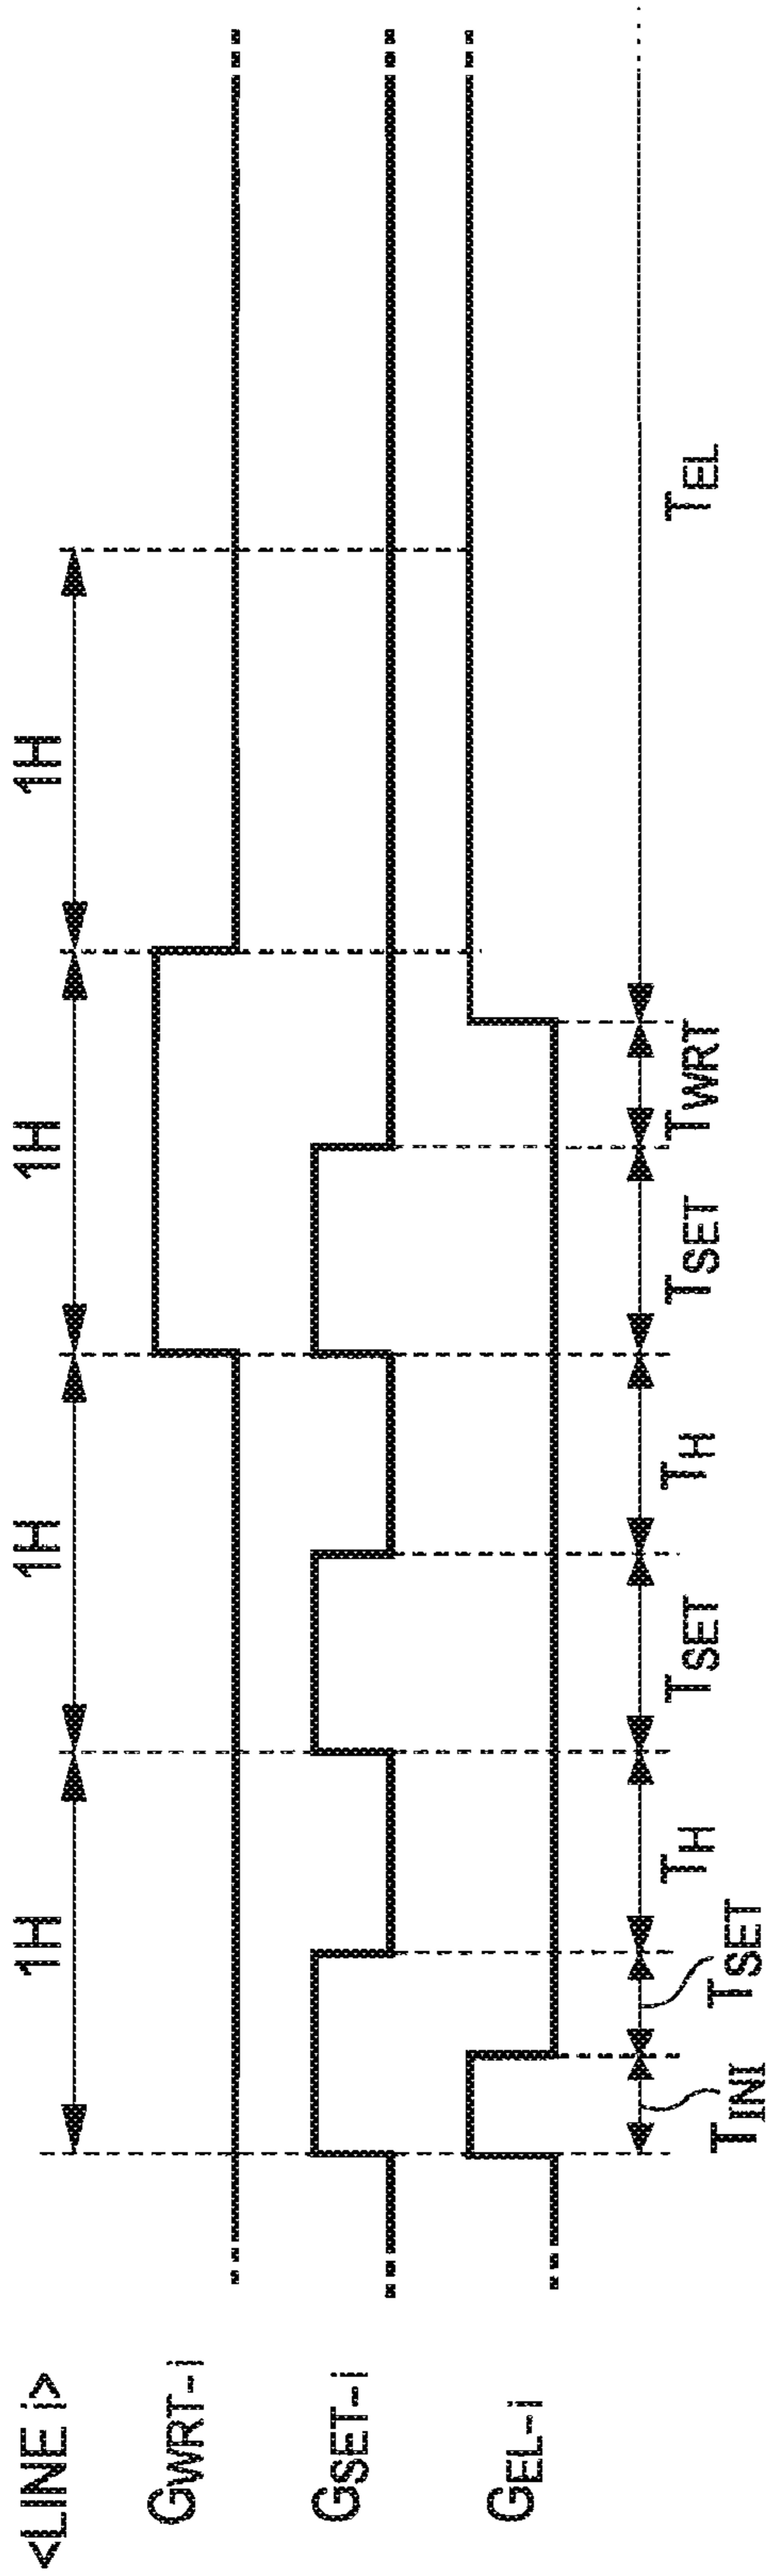 <LINE i>
1H 1H 1H 1H
GWRT-i
GSET-i
GEL-i
TINI TSET TH TSET TH TSET TWRT TEL